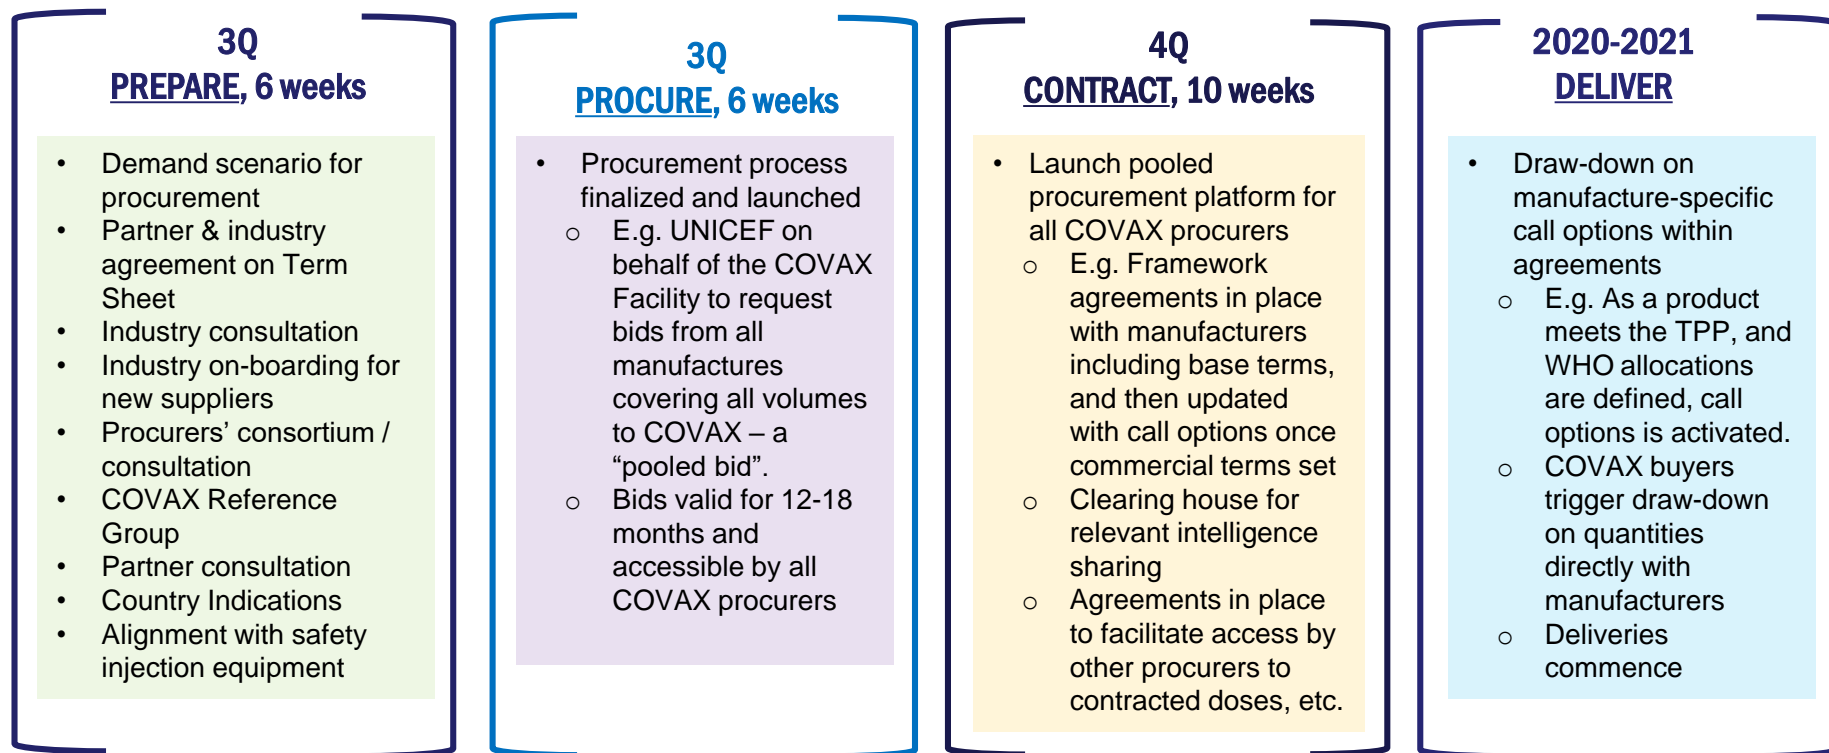 3Q
PREPARE, 6 weeks
• Demand scenario for
procurement
• Partner & industry
agreement on Term
Sheet
• Industry consultation
• Industry on-boarding for
new suppliers
• Procurers’ consortium /
consultation
• COVAX Reference
Group
• Partner consultation
• Country Indications
• Alignment with safety
injection equipment
3Q
PROCURE, 6 weeks
• Procurement process
finalized and launched
o E.g. UNICEF on
behalf of the COVAX
Facility to request
bids from all
manufactures
covering all volumes
to COVAX – a
“pooled bid”.
o Bids valid for 12-18
months and
accessible by all
COVAX procurers
4Q
CONTRACT, 10 weeks
• Launch pooled
procurement platform for
all COVAX procurers
o E.g. Framework
agreements in place
with manufacturers
including base terms,
and then updated
with call options once
commercial terms set
o Clearing house for
relevant intelligence
sharing
o Agreements in place
to facilitate access by
other procurers to
contracted doses, etc.
2020-2021
DELIVER
• Draw-down on
manufacture-specific
call options within
agreements
o E.g. As a product
meets the TPP, and
WHO allocations
are defined, call
options is activated.
o COVAX buyers
trigger draw-down
on quantities
directly with
manufacturers
o Deliveries
commence